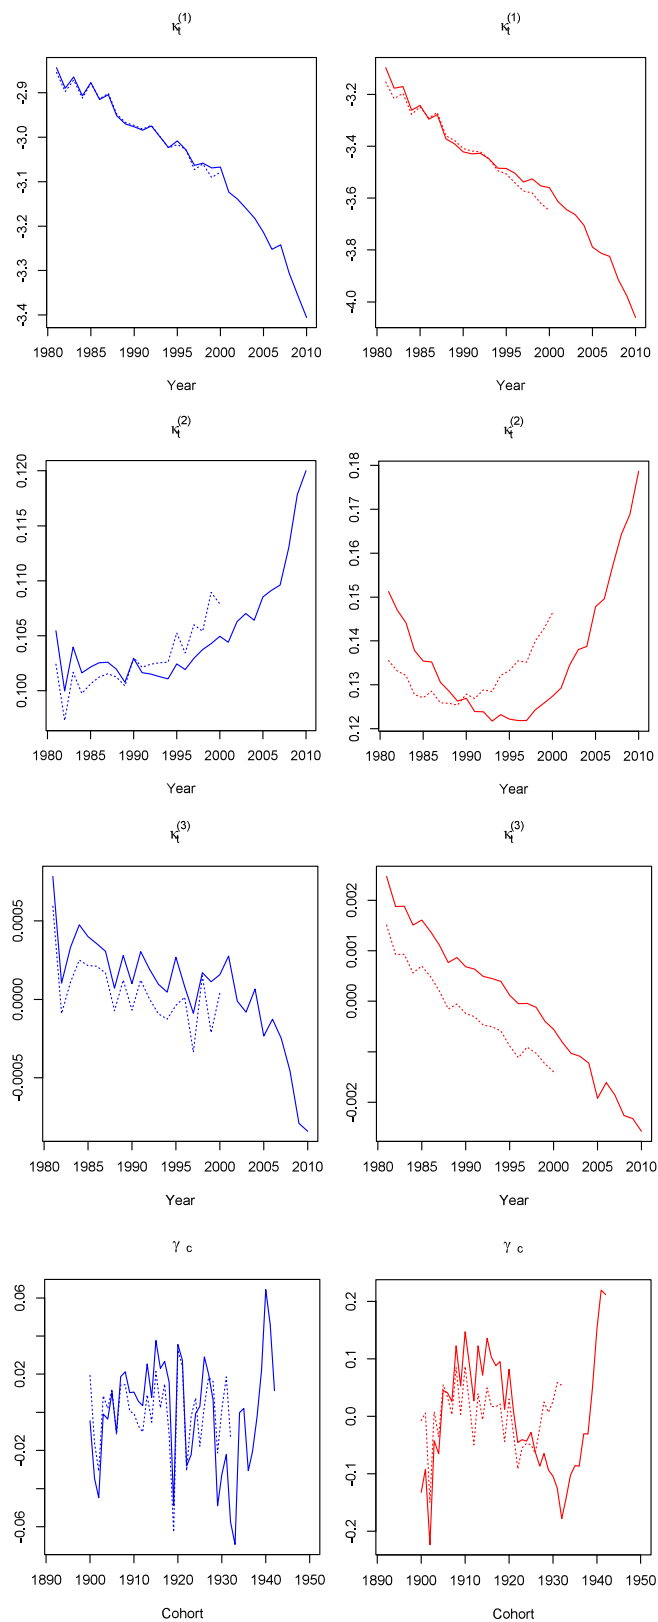 κt(1) κt(1)
-2.9 -3.0 -3.1 -3.2 -3.3 -3.4
-3.2 -3.4 -3.6 -3.8 -4.0
1980 1985 1990 1995 2000 2005 2010
1980 1985 1990 1995 2000 2005 2010
Year Year
κt(2) κt(2)
0.120 0.115 0.110 0.105 0.100
0.18 0.17 0.16 0.15 0.14 0.13 0.12
1980 1985 1990 1995 2000 2005 2010
1980 1985 1990 1995 2000 2005 2010
Year Year
κt(3) κt(3)
0.0005 0.0000 -0.0005
0.002 0.001 0.000 -0.002
1980 1985 1990 1995 2000 2005 2010
1980 1985 1990 1995 2000 2005 2010
Year Year
γ c γ c
0.06 0.02 -0.02 -0.06
0.2 0.1 0.0 -0.1 -0.2
1890 1900 1910 1920 1930 1940 1950
1890 1900 1910 1920 1930 1940 1950
Cohort Cohort